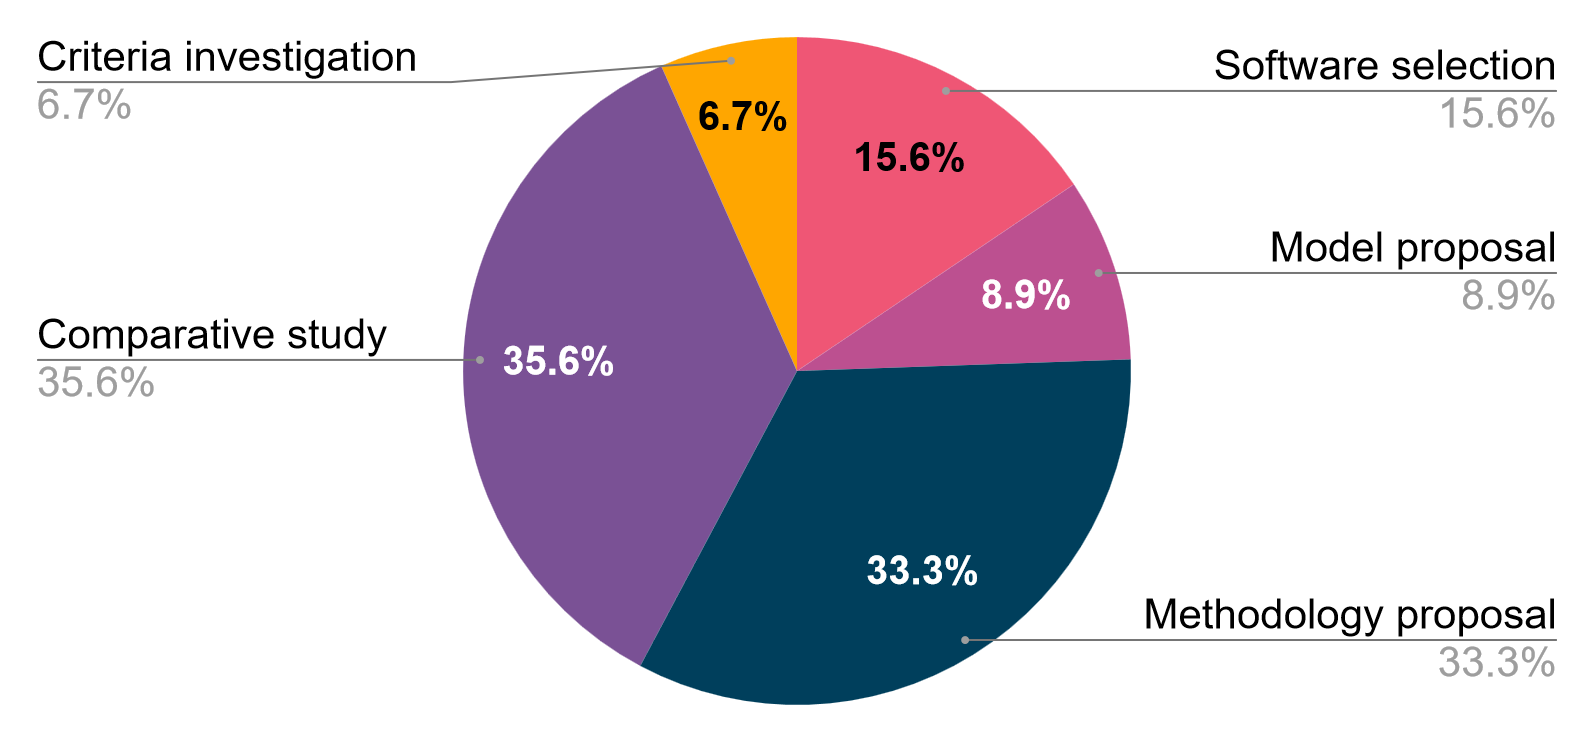 Criteria investigation
6.7%
Comparative study
35.6%
6.7%
15.6%
8.9%
35.6%
33.3%
Software selection
15.6%
Model proposal
8.9%
Methodology proposal
33.3%